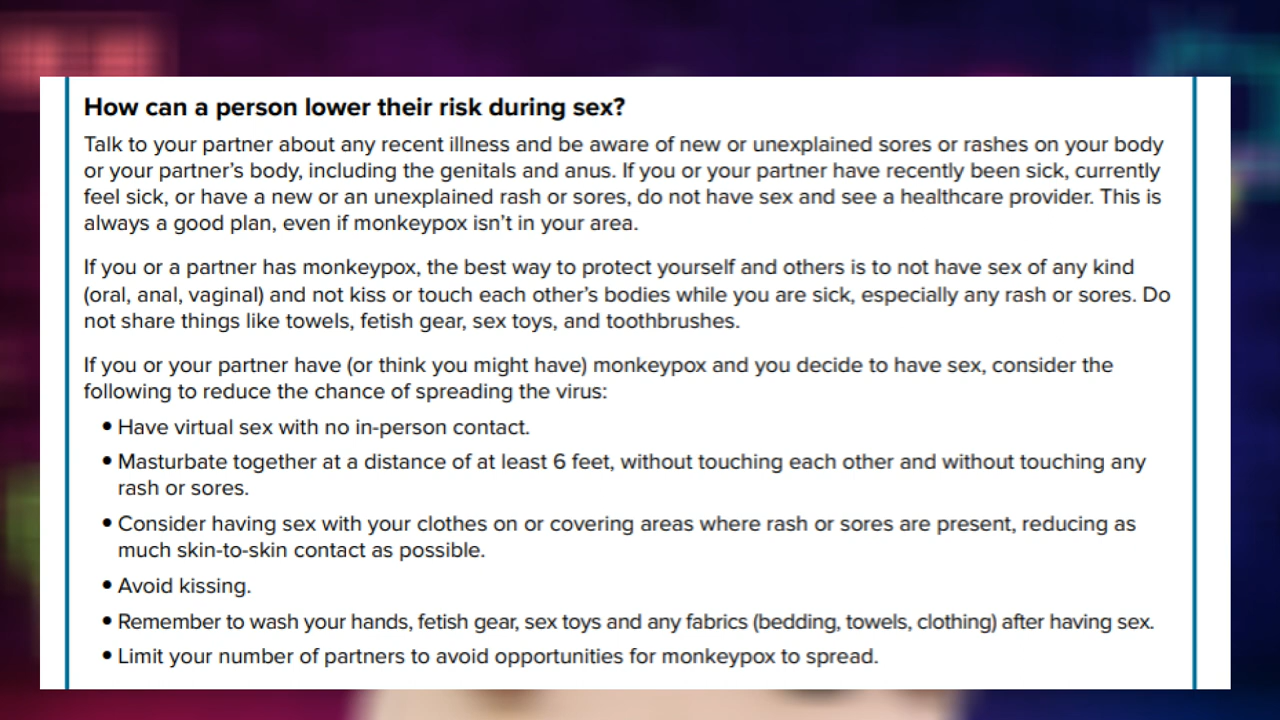 How can a person lower their risk during sex?
Talk to your partner about any recent illness and be aware of new or unexplained sores or rashes on your body
or your partner’s body, including the genitals and anus. If you or your partner have recently been sick, currently
feel sick, or have a new or an unexplained rash or sores, do not have sex and see a healthcare provider. This is
always a good plan, even if monkeypox isn’t in your area.
If you or a partner has monkeypox, the best way to protect yourself and others is to not have sex of any kind
(oral, anal, vaginal) and not kiss or touch each other’s bodies while you are sick, especially any rash or sores. Do
not share things like towels, fetish gear, sex toys, and toothbrushes.
If you or your partner have (or think you might have) monkeypox and you decide to have sex, consider the
following to reduce the chance of spreading the virus:
• Have virtual sex with no in-person contact.
• Masturbate together at a distance of at least 6 feet, without touching each other and without touching any
rash or sores.
• Consider having sex with your clothes on or covering areas where rash or sores are present, reducing as
much skin-to-skin contact as possible.
• Avoid kissing.
• Remember to wash your hands, fetish gear, sex toys and any fabrics (bedding, towels, clothing) after having sex.
• Limit your number of partners to avoid opportunities for monkeypox to spread.